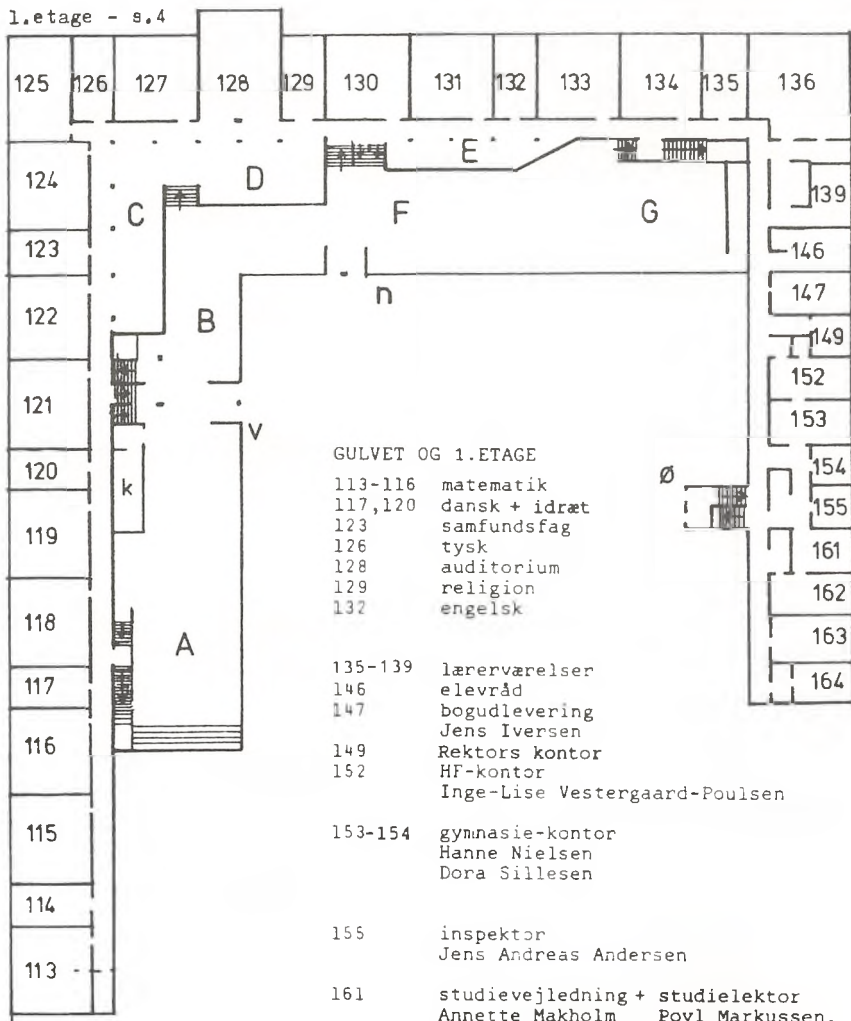 1.etage - s.4
125 126 127 128 129 130 131 132 133 134 135 136
124 D E 139
C F G
123 146
122 B n 147
149
121 152
153
v
120 k Ø 154
119 155
161
118 A 162
163
117 164
116
115
114
113
GULVET OG 1.ETAGE
113-116 matematik
117,120 dansk + idræt
123 samfundsfag
126 tysk
128 auditorium
129 religion
132 engelsk
135-139 lærerværelser
146 elevråd
147 bogudlevering
Jens Iversen
149 Rektors kontor
152 HF-kontor
Inge-Lise Vestergaard-Poulsen
153-154 gymnasie-kontor
Hanne Nielsen
Dora Sillesen
155 inspektor
Jens Andreas Andersen
161 studievejledning + studielektor
Annette Makholm Povl Markussen.